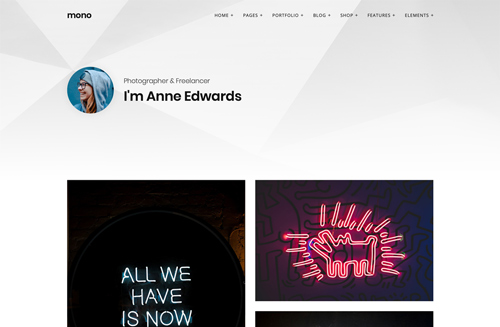 mono
HOME + PAGES + PORTFOLIO + BLOG + SHOP + FEATURES + ELEMENTS +
Photographer & Freelancer
I'm Anne Edwards
ALL WE
HAVE
IS NOW